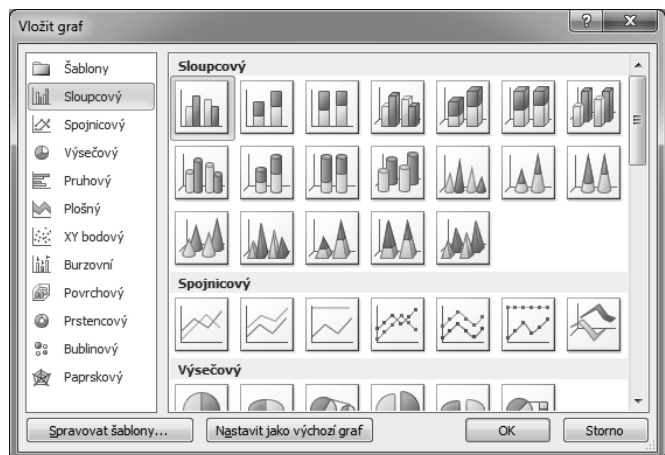 Vložit graf
Šablony
Sloupcový
Spojnicový
Výsečový
Pruhový
Plošný
XY bodový
Burzovní
Povrchový
Prstencový
Bublinový
Paprskový
Sloupcový
Spojnicový
Výsečový
Spravovat šablony...
Nastavit jako výchozí graf
OK
Storno